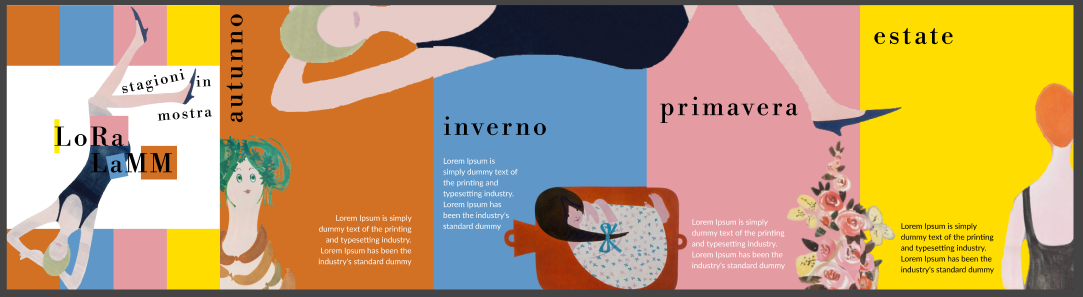 stagioni in
mostra
LoRa
LaMM
autunno
Lorem Ipsum is simply
dummy text of the printing
and typesetting industry.
Lorem Ipsum has been the
industry's standard dummy
inverno
Lorem Ipsum is
simply dummy text of
the printing and
typesetting industry.
Lorem Ipsum has
been the industry's
standard dummy
primavera
Lorem Ipsum is simply
dummy text of the printing
and typesetting industry.
Lorem Ipsum has been the
industry's standard dummy
estate
Lorem Ipsum is simply
dummy text of the printing
and typesetting industry.
Lorem Ipsum has been the
industry's standard dummy